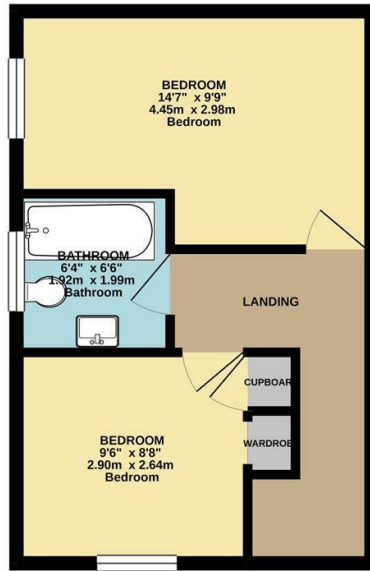 BEDROOM
14'7" x 9'9"
4.45m x 2.98m
Bedroom
BATHROOM
6'4" x 6'6"
1.92m x 1.99m
Bathroom
LANDING
CUPBOAR
WARDROBE
BEDROOM
9'6" x 8'8"
2.90m x 2.64m
Bedroom